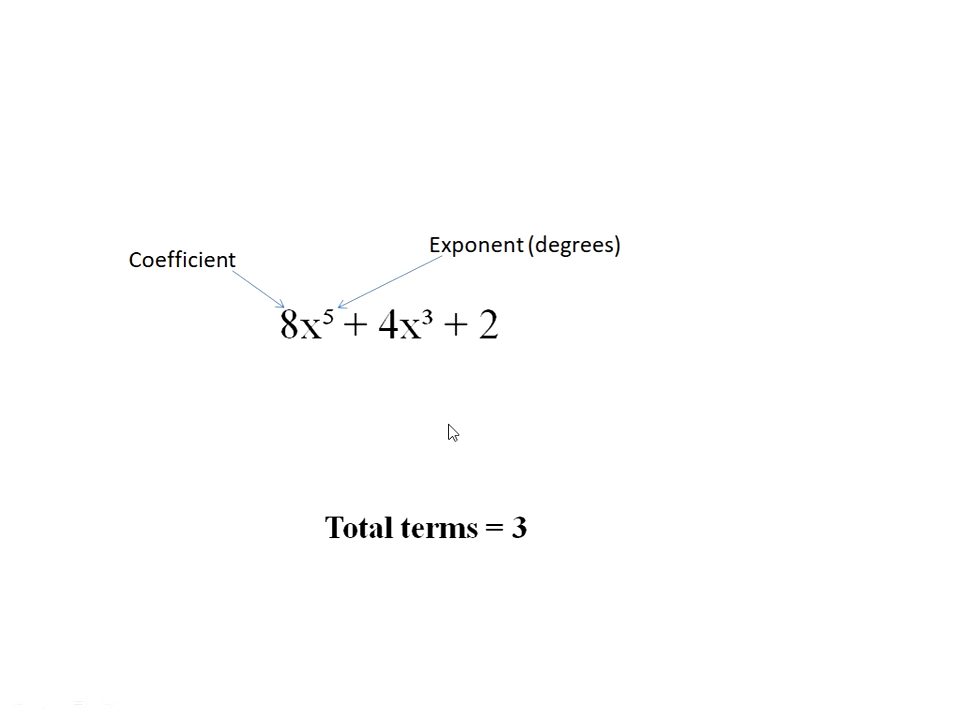 Exponent (degrees)
Coefficient
8x⁵ + 4x³ + 2
Total terms = 3